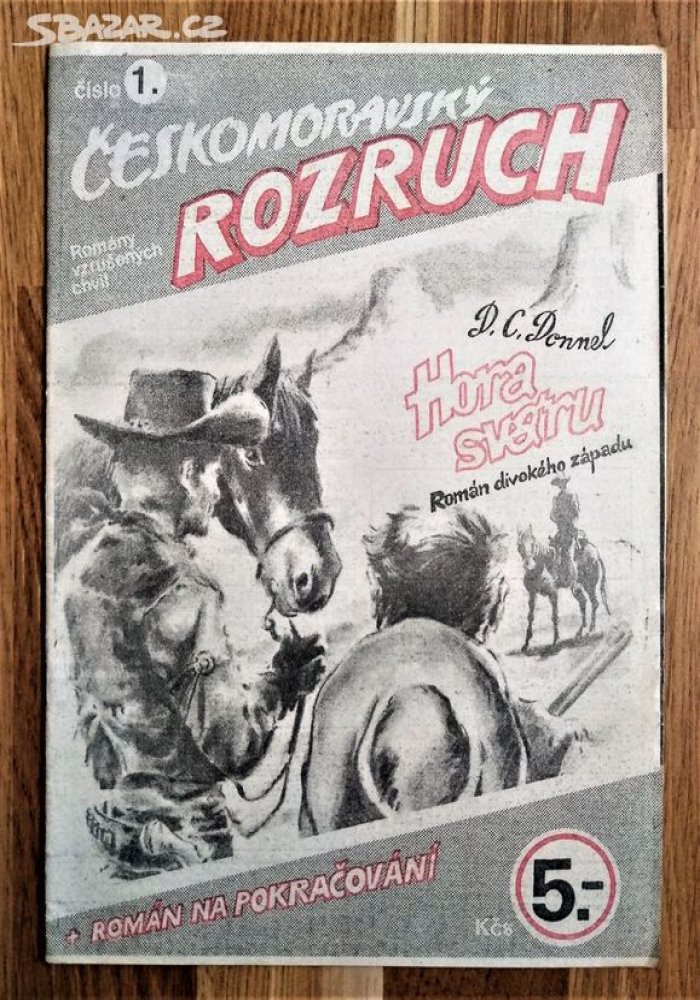 SBAZAR.CZ
číslo 1.
ČESKOMORAVSKÝ
ROZRUCH
Romány
vzrušených
chvil
D. C. Donnel
Hora
svárů
Román divokého západu
+ ROMÁN NA POKRAČOVÁNÍ
Kčs 5.-